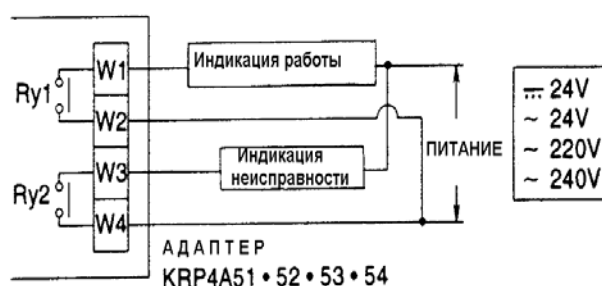 W1
Индикация работы
Ry1
W2
W3
Индикация
неисправности
Ry2
W4
ПИТАНИЕ
⎓ 24V
~ 24V
~ 220V
~ 240V
АДАПТЕР
KRP4A51 • 52 • 53 • 54